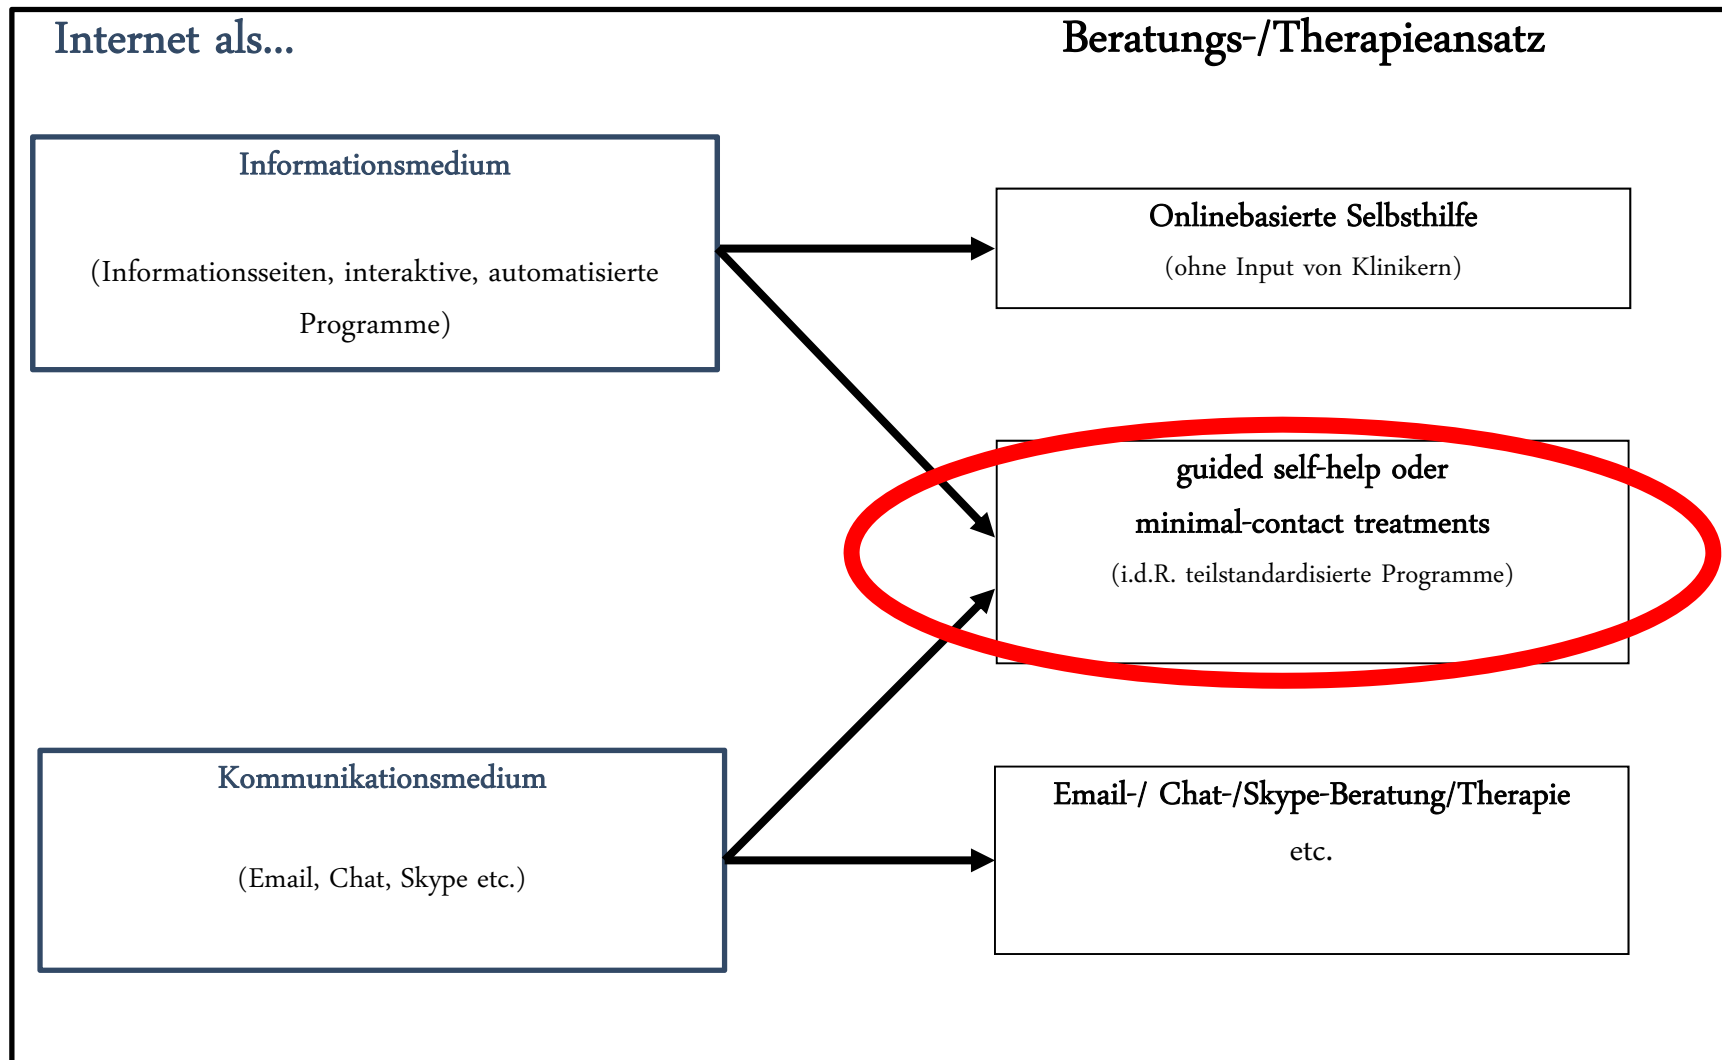 Internet als...
Beratungs-/Therapieansatz
Informationsmedium
(Informationsseiten, interaktive, automatisierte
Programme)
Onlinebasierte Selbsthilfe
(ohne Input von Klinikern)
guided self-help oder
minimal-contact treatments
(i.d.R. teilstandardisierte Programme)
Kommunikationsmedium
(Email, Chat, Skype etc.)
Email-/ Chat-/Skype-Beratung/Therapie
etc.